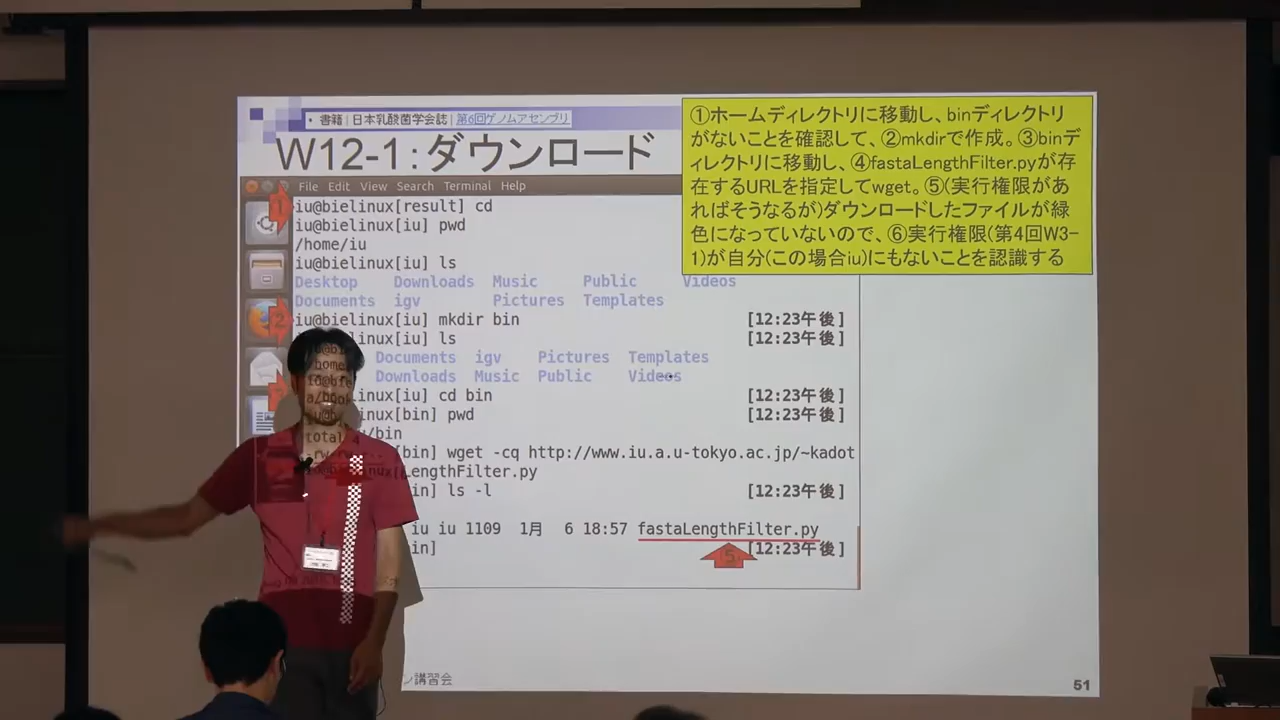 ・書籍 | 日本乳酸菌学会誌 | 第6回ゲノムアセンブリ
W12-1：ダウンロード
①ホームディレクトリに移動し、binディレクトリ
がないことを確認して、②mkdirで作成。③binデ
ィレクトリに移動し、④fastaLengthFilter.pyが存
在するURLを指定してwget。⑤(実行権限があ
ればそうなるが)ダウンロードしたファイルが緑
色になっていないので、⑥実行権限(第4回W3-
1)が自分(この場合iu)にもないことを認識する
File Edit View Search Terminal Help
iu@bielinux[result] cd
iu@bielinux[iu] pwd
/home/iu
iu@bielinux[iu] ls
Desktop Downloads Music Public Videos
Documents igv Pictures Templates
iu@bielinux[iu] mkdir bin [12:23午後]
iu@bielinux[iu] ls [12:23午後]
Documents igv Pictures Templates
Downloads Music Public Videos
linux[iu] cd bin [12:23午後]
linux[bin] pwd [12:23午後]
/bin
[bin] wget -cq http://www.iu.a.u-tokyo.ac.jp/~kadot
LengthFilter.py
in] ls -l [12:23午後]
total 4
iu iu 1109 1月 6 18:57 fastaLengthFilter.py
in] [12:23午後]
1
2
5
ン講習会
51